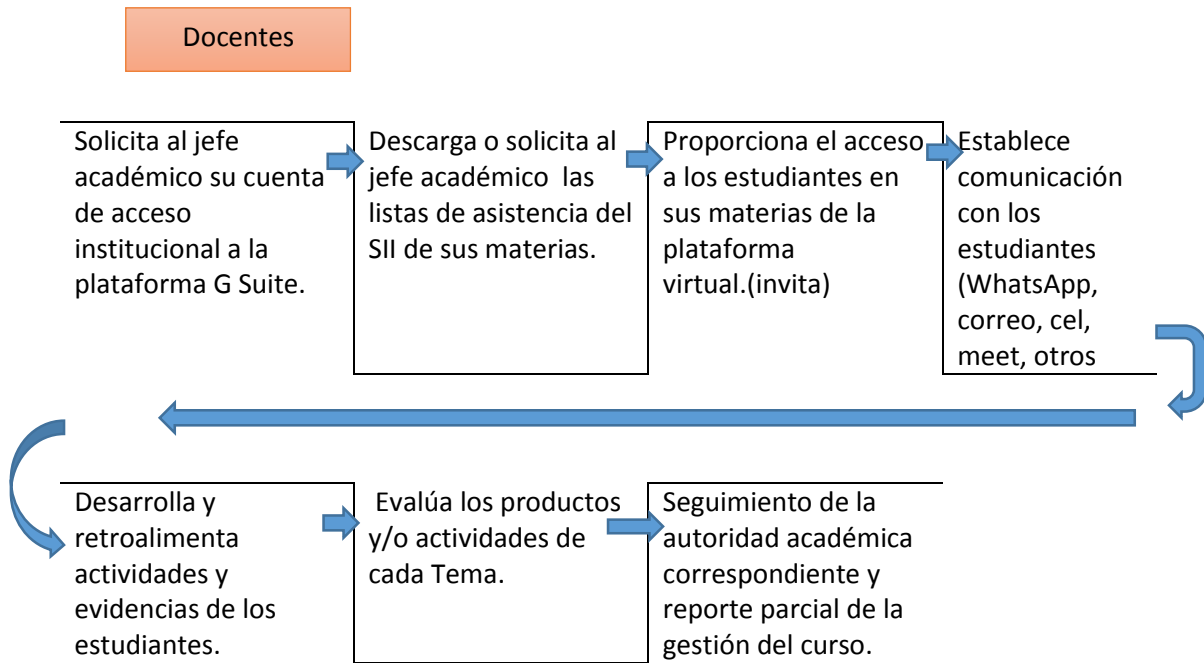 Docentes
Solicita al jefe
académico su cuenta
de acceso
institucional a la
plataforma G Suite.
Descarga o solicita al
jefe académico  las
listas de asistencia del
SII de sus materias.
Proporciona el acceso
a los estudiantes en
sus materias de la
plataforma
virtual.(invita)
Establece
comunicación
con los
estudiantes
(WhatsApp,
correo, cel,
meet, otros
Desarrolla y
retroalimenta
actividades y
evidencias de los
estudiantes.
Evalúa los productos
y/o actividades de
cada Tema.
Seguimiento de la
autoridad académica
correspondiente y
reporte parcial de la
gestión del curso.